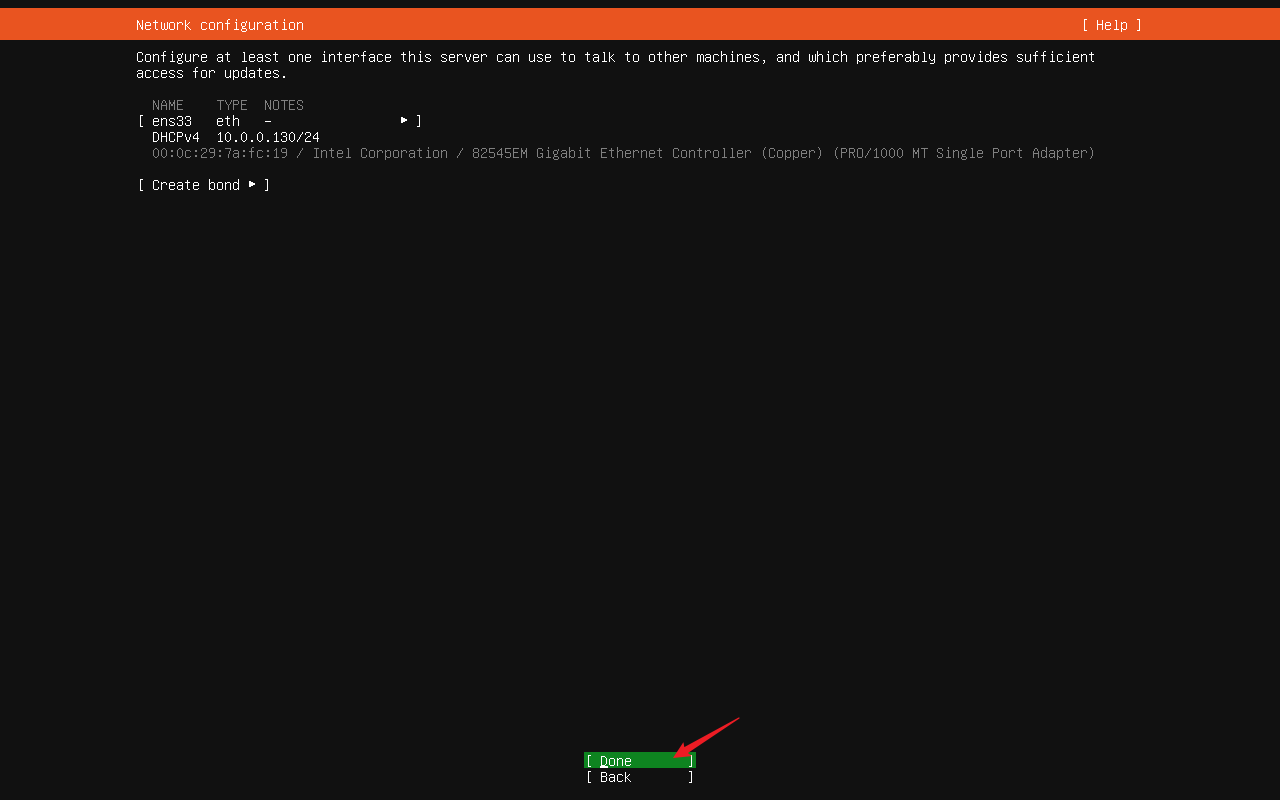 Network configuration [ Help ]
Configure at least one interface this server can use to talk to other machines, and which preferably provides sufficient
access for updates.
NAME TYPE NOTES
[ ens33 eth – ▸ ]
DHCPv4 10.0.0.130/24
00:0c:29:7a:fc:19 / Intel Corporation / 82545EM Gigabit Ethernet Controller (Copper) (PRO/1000 MT Single Port Adapter)
[ Create bond ▸ ]
[ Done ]
[ Back ]